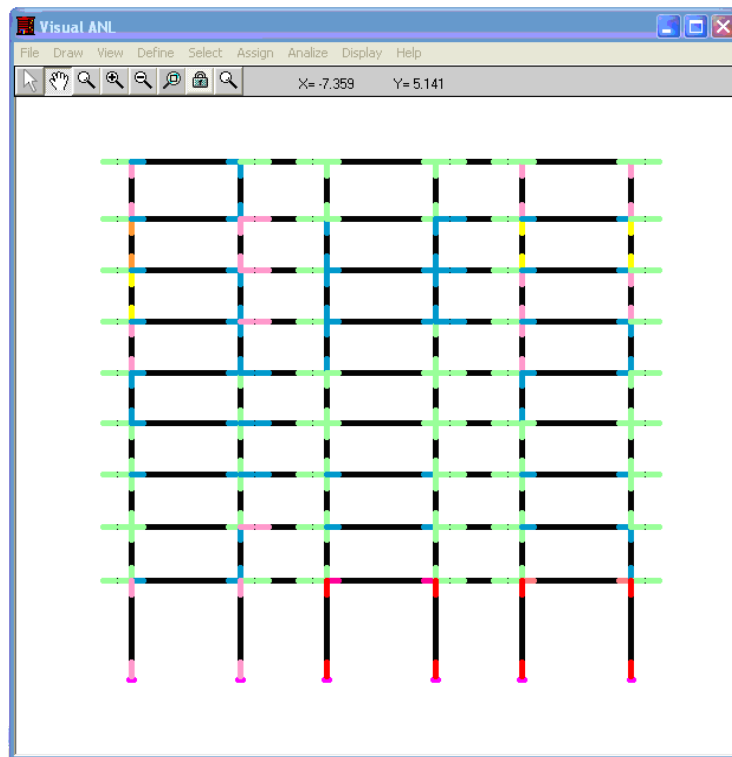 Visual ANL
File Draw View Define Select Assign Analize Display Help
X= -7.359 Y= 5.141